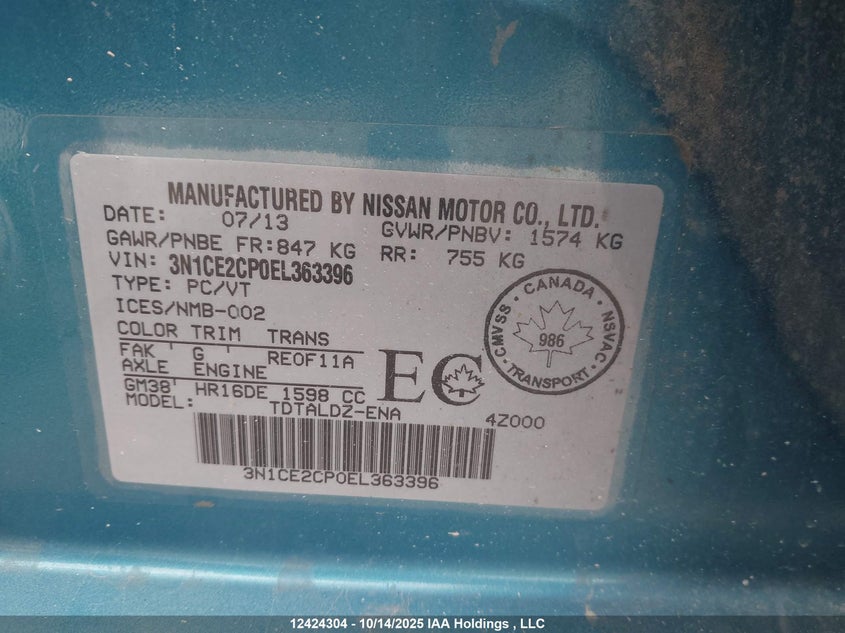 MANUFACTURED BY NISSAN MOTOR CO., LTD.
DATE: 07/13 GVWR/PNBV: 1574 KG
GAWR/PNBE FR:847 KG RR: 755 KG
VIN: 3N1CE2CP0EL363396
TYPE: PC/VT
ICES/NMB-002
COLOR TRIM TRANS
FAK ' G ' RE0F11A
AXLE ENGINE
GM38' HR16DE 1598 CC
MODEL: TDTALDZ-ENA
4Z000
EC
CANADA
CMVSS · NSVAC
986
TRANSPORT
3N1CE2CP0EL363396
12424304 - 10/14/2025 IAA Holdings , LLC